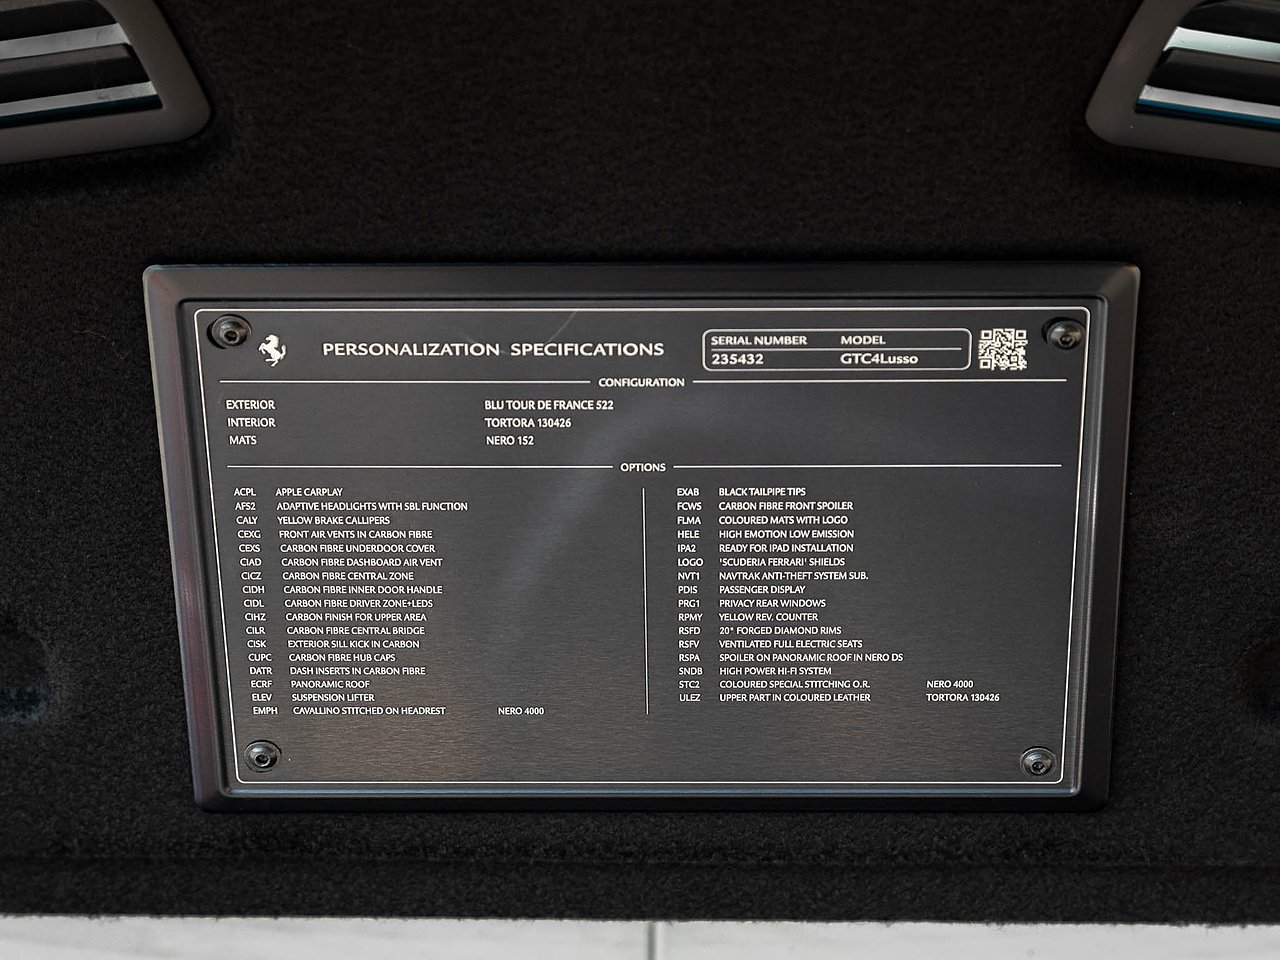 PERSONALIZATION SPECIFICATIONS
SERIAL NUMBER MODEL
235432 GTC4Lusso
CONFIGURATION
EXTERIOR BLU TOUR DE FRANCE 522
INTERIOR TORTORA 130426
MATS NERO 152
OPTIONS
ACPL APPLE CARPLAY
AFS2 ADAPTIVE HEADLIGHTS WITH SBL FUNCTION
CALY YELLOW BRAKE CALLIPERS
CEXG FRONT AIR VENTS IN CARBON FIBRE
CEXS CARBON FIBRE UNDERDOOR COVER
CIAD CARBON FIBRE DASHBOARD AIR VENT
CICZ CARBON FIBRE CENTRAL ZONE
CIDH CARBON FIBRE INNER DOOR HANDLE
CIDL CARBON FIBRE DRIVER ZONE+LEDS
CIHZ CARBON FINISH FOR UPPER AREA
CILR CARBON FIBRE CENTRAL BRIDGE
CISK EXTERIOR SILL KICK IN CARBON
CUPC CARBON FIBRE HUB CAPS
DATR DASH INSERTS IN CARBON FIBRE
ECRF PANORAMIC ROOF
ELEV SUSPENSION LIFTER
EMPH CAVALLINO STITCHED ON HEADREST NERO 4000
EXAB BLACK TAILPIPE TIPS
FCWS CARBON FIBRE FRONT SPOILER
FLMA COLOURED MATS WITH LOGO
HELE HIGH EMOTION LOW EMISSION
IPA2 READY FOR IPAD INSTALLATION
LOGO 'SCUDERIA FERRARI' SHIELDS
NVT1 NAVTRAK ANTI-THEFT SYSTEM SUB.
PDIS PASSENGER DISPLAY
PRG1 PRIVACY REAR WINDOWS
RPMY YELLOW REV. COUNTER
RSFD 20" FORGED DIAMOND RIMS
RSFV VENTILATED FULL ELECTRIC SEATS
RSPA SPOILER ON PANORAMIC ROOF IN NERO DS
SNDB HIGH POWER HI-FI SYSTEM
STC2 COLOURED SPECIAL STITCHING O.R. NERO 4000
ULEZ UPPER PART IN COLOURED LEATHER TORTORA 130426